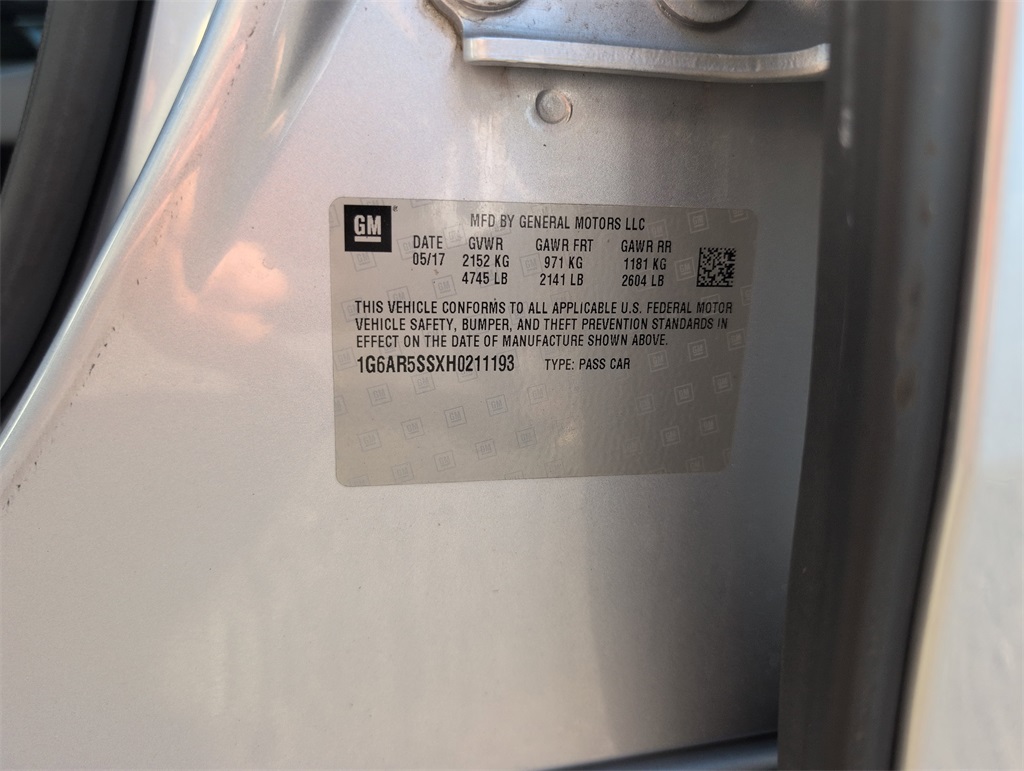 GM
MFD BY GENERAL MOTORS LLC
DATE GVWR GAWR FRT GAWR RR
05/17 2152 KG 971 KG 1181 KG
4745 LB 2141 LB 2604 LB
THIS VEHICLE CONFORMS TO ALL APPLICABLE U.S. FEDERAL MOTOR
VEHICLE SAFETY, BUMPER, AND THEFT PREVENTION STANDARDS IN
EFFECT ON THE DATE OF MANUFACTURE SHOWN ABOVE.
1G6AR5SSXH0211193 TYPE: PASS CAR